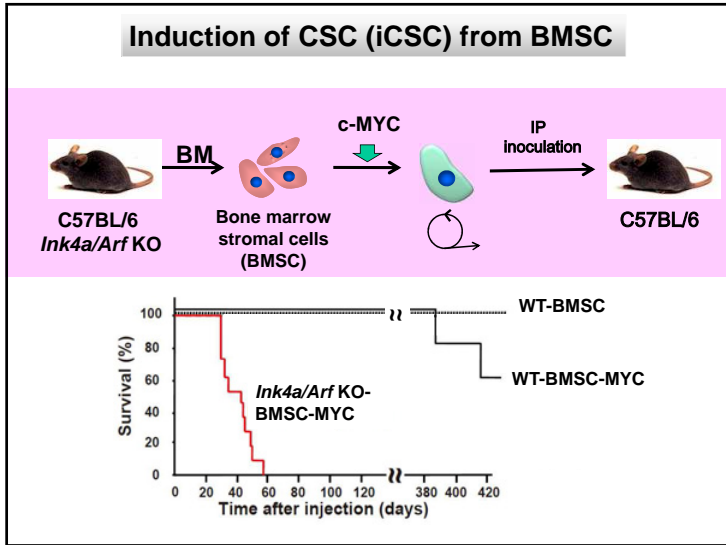 Induction of CSC (iCSC) from BMSC
BM
c-MYC
IP
inoculation
C57BL/6
Ink4a/Arf KO
Bone marrow
stromal cells
(BMSC)
C57BL/6
Survival (%)
100
80
60
40
20
0
Ink4a/Arf KO-
BMSC-MYC
WT-BMSC
WT-BMSC-MYC
0 20 40 60 80 100 120 380 400 420
Time after injection (days)